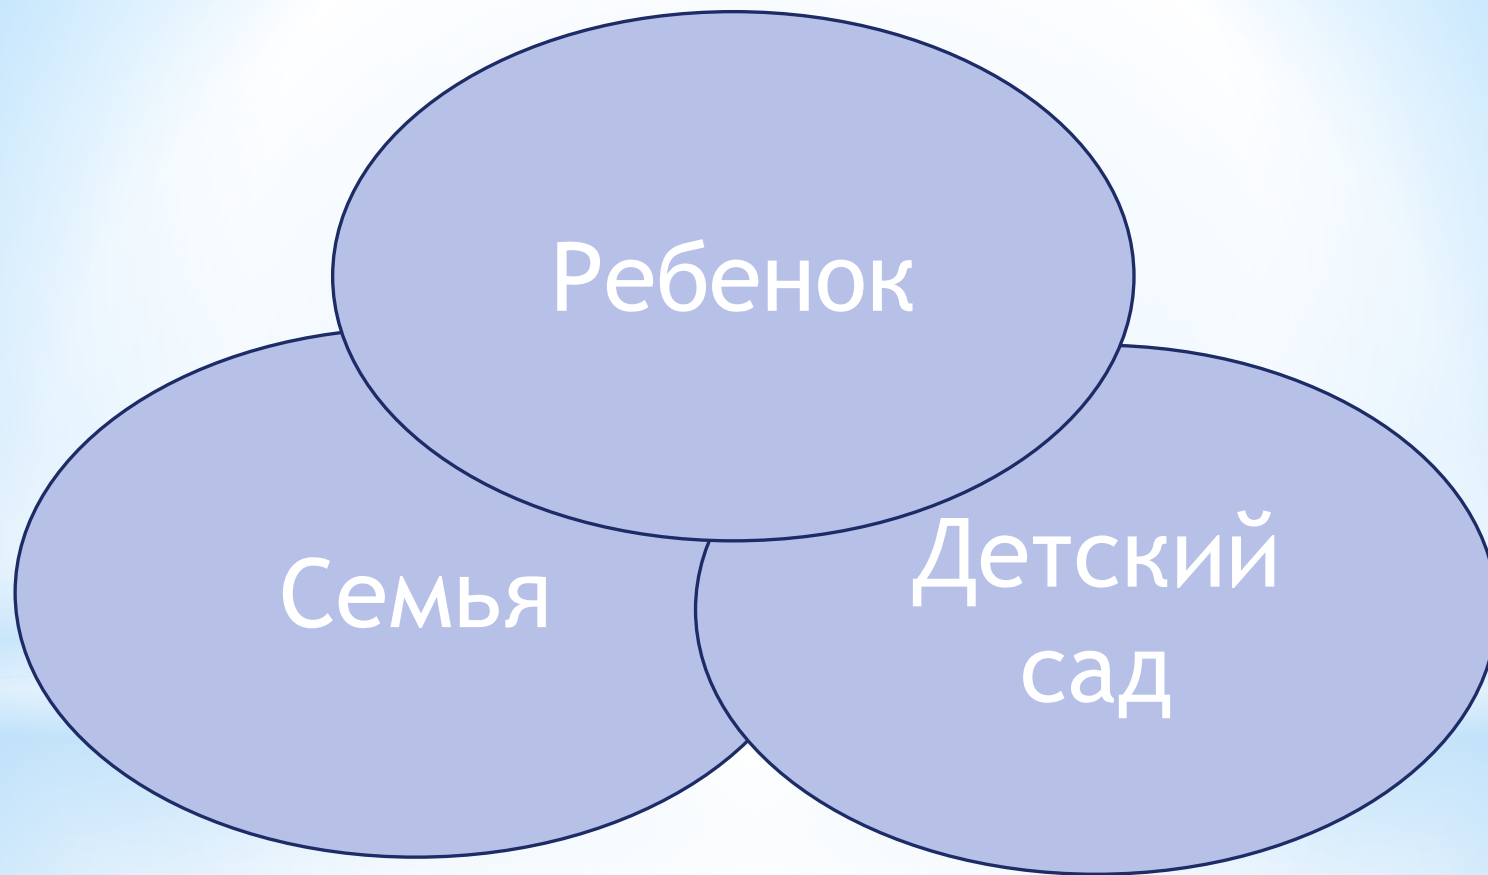 Ребенок
Семья
Детский
сад